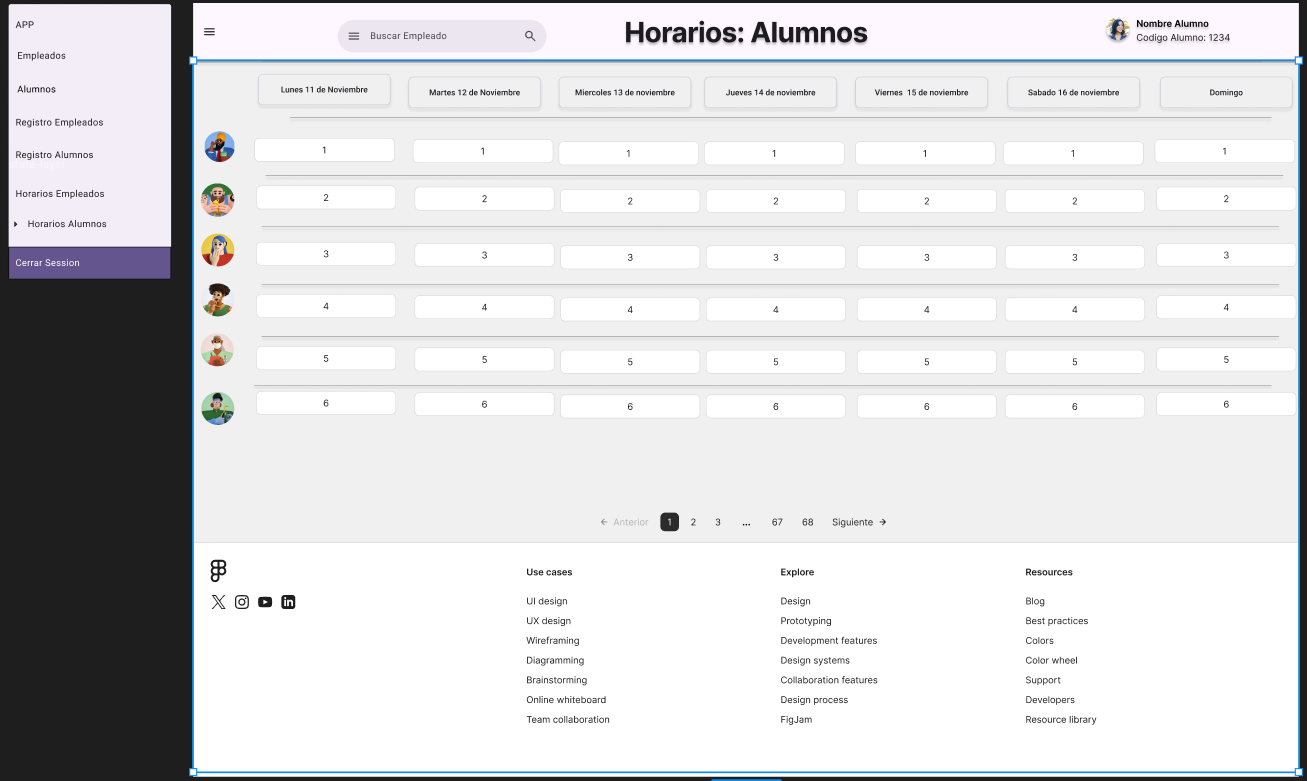 APP
Empleados
Alumnos
Registro Empleados
Registro Alumnos
Horarios Empleados
Horarios Alumnos
Cerrar Session
Buscar Empleado
Horarios: Alumnos
Nombre Alumno
Codigo Alumno: 1234
Lunes 11 de Noviembre Martes 12 de Noviembre Miercoles 13 de noviembre Jueves 14 de noviembre Viernes 15 de noviembre Sabado 16 de noviembre Domingo
1 1 1 1 1 1 1
2 2 2 2 2 2 2
3 3 3 3 3 3 3
4 4 4 4 4 4 4
5 5 5 5 5 5 5
6 6 6 6 6 6 6
← Anterior 1 2 3 ... 67 68 Siguiente →
Use cases
UI design
UX design
Wireframing
Diagramming
Brainstorming
Online whiteboard
Team collaboration
Explore
Design
Prototyping
Development features
Design systems
Collaboration features
Design process
FigJam
Resources
Blog
Best practices
Colors
Color wheel
Support
Developers
Resource library